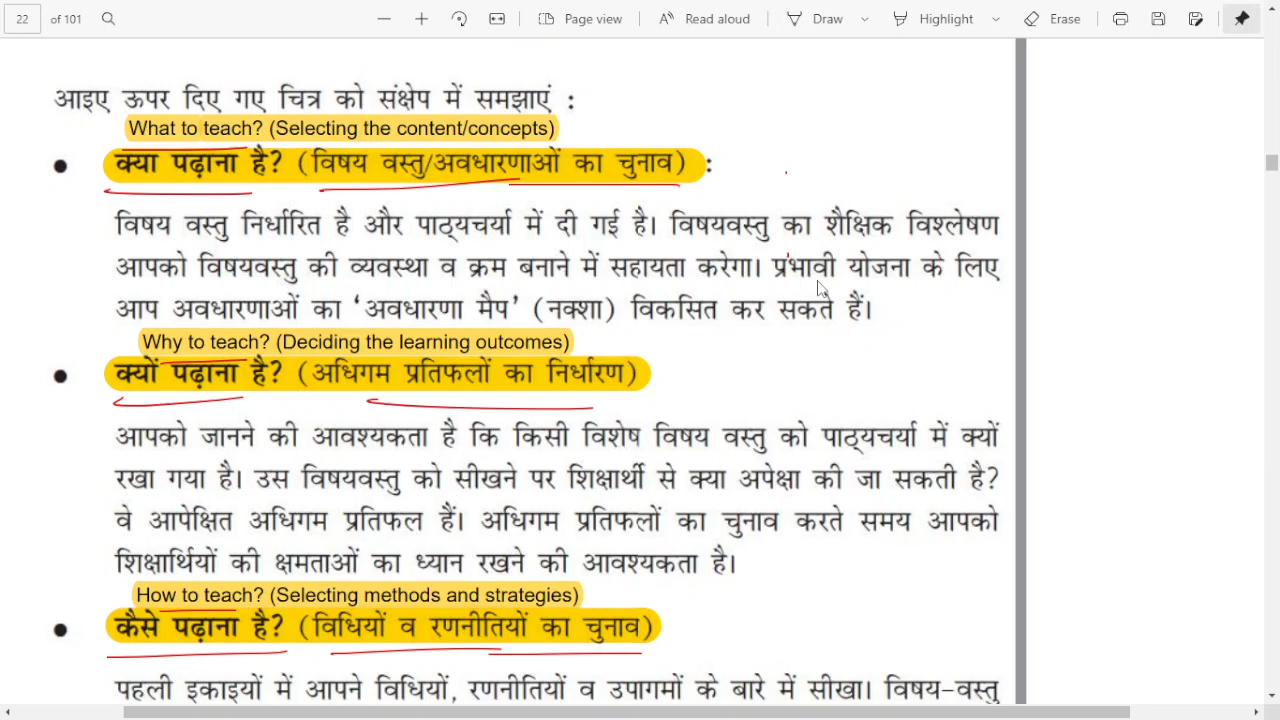 22 of 101 Page view Read aloud Draw Highlight Erase
आइए ऊपर दिए गए चित्र को संक्षेप में समझाएं :
What to teach? (Selecting the content/concepts)
● क्या पढ़ाना है? (विषय वस्तु/अवधारणाओं का चुनाव) :
विषय वस्तु निर्धारित है और पाठ्यचर्या में दी गई है। विषयवस्तु का शैक्षिक विश्लेषण
आपको विषयवस्तु की व्यवस्था व क्रम बनाने में सहायता करेगा। प्रभावी योजना के लिए
आप अवधारणाओं का ‘अवधारणा मैप’ (नक्शा) विकसित कर सकते हैं।
Why to teach? (Deciding the learning outcomes)
● क्यों पढ़ाना है? (अधिगम प्रतिफलों का निर्धारण)
आपको जानने की आवश्यकता है कि किसी विशेष विषय वस्तु को पाठ्यचर्या में क्यों
रखा गया है। उस विषयवस्तु को सीखने पर शिक्षार्थी से क्या अपेक्षा की जा सकती है?
वे आपेक्षित अधिगम प्रतिफल हैं। अधिगम प्रतिफलों का चुनाव करते समय आपको
शिक्षार्थियों की क्षमताओं का ध्यान रखने की आवश्यकता है।
How to teach? (Selecting methods and strategies)
● कैसे पढ़ाना है? (विधियों व रणनीतियों का चुनाव)
पहली इकाइयों में आपने विधियों, रणनीतियों व उपागमों के बारे में सीखा। विषय-वस्तु